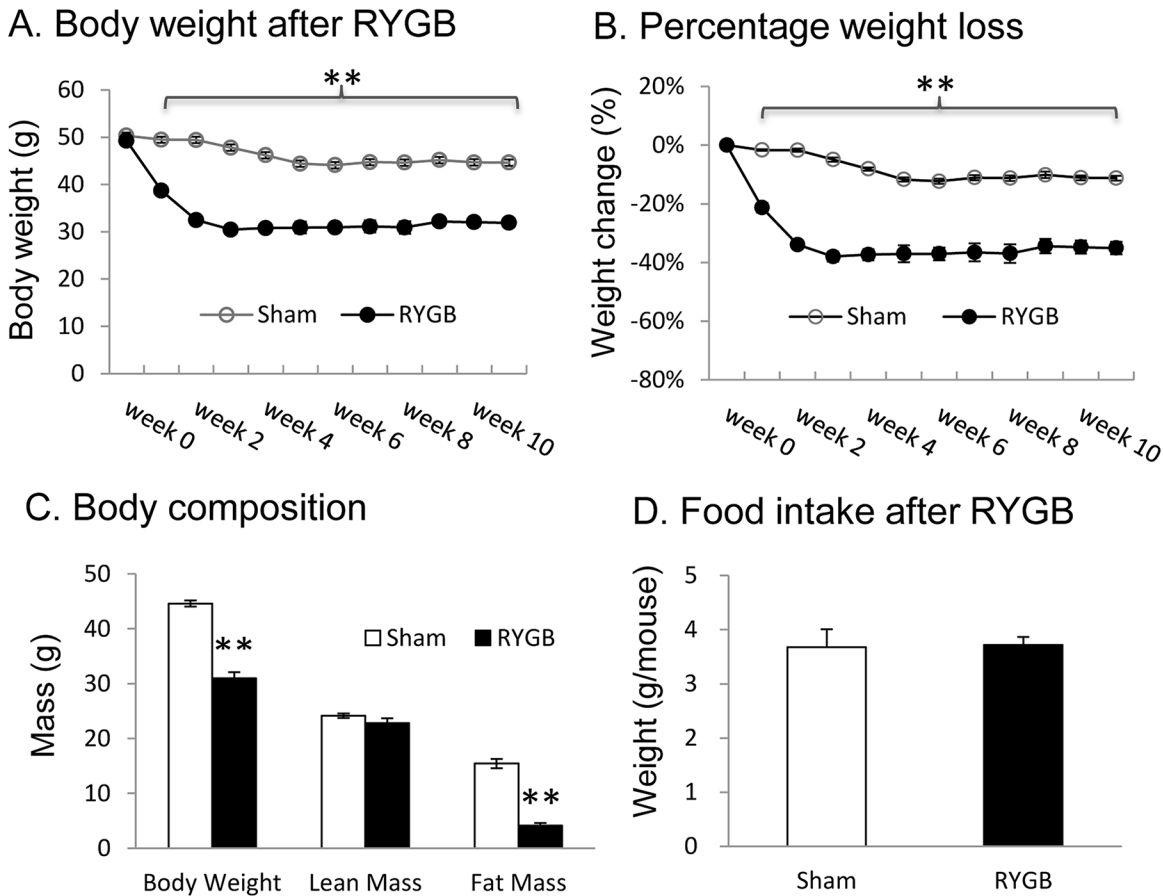 A. Body weight after RYGB
**
Body weight (g)
60
50
40
30
20
10
0
Sham
RYGB
week 0
week 2
week 4
week 6
week 8
week 10
B. Percentage weight loss
**
Weight change (%)
20%
0%
-20%
-40%
-60%
-80%
Sham
RYGB
week 0
week 2
week 4
week 6
week 8
week 10
C. Body composition
Mass (g)
50
40
30
20
10
0
Sham
RYGB
**
**
Body Weight
Lean Mass
Fat Mass
D. Food intake after RYGB
Weight (g/mouse)
5
4
3
2
1
0
Sham
RYGB